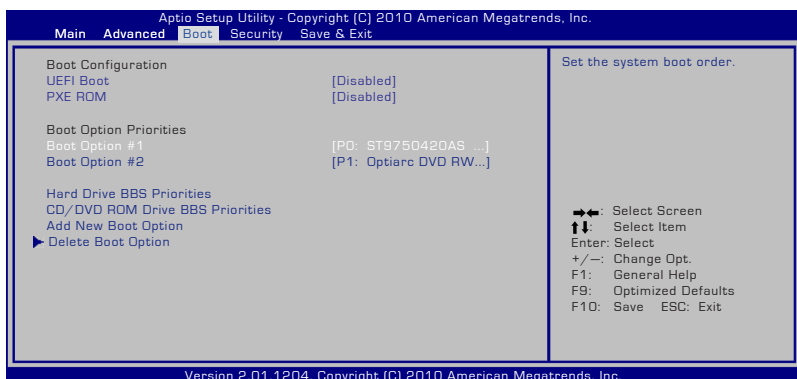 Aptio Setup Utility - Copyright (C) 2010 American Megatrends, Inc.
Main Advanced Boot Security Save & Exit
Boot Configuration
UEFI Boot [Disabled]
PXE ROM [Disabled]
Boot Option Priorities
Boot Option #1 [P0: ST9750420AS ...]
Boot Option #2 [P1: Optiarc DVD RW...]
Hard Drive BBS Priorities
CD/DVD ROM Drive BBS Priorities
Add New Boot Option
Delete Boot Option
Set the system boot order.
→←: Select Screen
↑↓: Select Item
Enter: Select
+/—: Change Opt.
F1: General Help
F9: Optimized Defaults
F10: Save ESC: Exit
Version 2.01.1204. Copyright (C) 2010 American Megatrends, Inc.